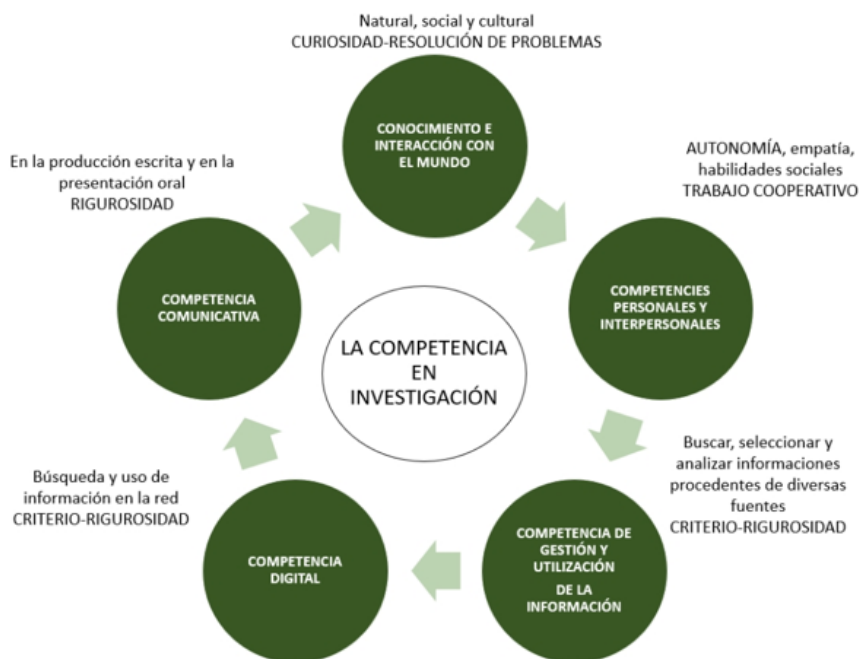 Natural, social y cultural
CURIOSIDAD-RESOLUCIÓN DE PROBLEMAS
CONOCIMIENTO E
INTERACCIÓN CON
EL MUNDO
AUTONOMÍA, empatía,
habilidades sociales
TRABAJO COOPERATIVO
COMPETENCIES
PERSONALES Y
INTERPERSONALES
Buscar, seleccionar y
analizar informaciones
procedentes de diversas
fuentes
CRITERIO-RIGUROSIDAD
COMPETENCIA DE
GESTIÓN Y
UTILIZACIÓN
DE LA
INFORMACIÓN
COMPETENCIA
DIGITAL
Búsqueda y uso de
información en la red
CRITERIO-RIGUROSIDAD
COMPETENCIA
COMUNICATIVA
En la producción escrita y en la
presentación oral
RIGUROSIDAD
LA COMPETENCIA
EN
INVESTIGACIÓN